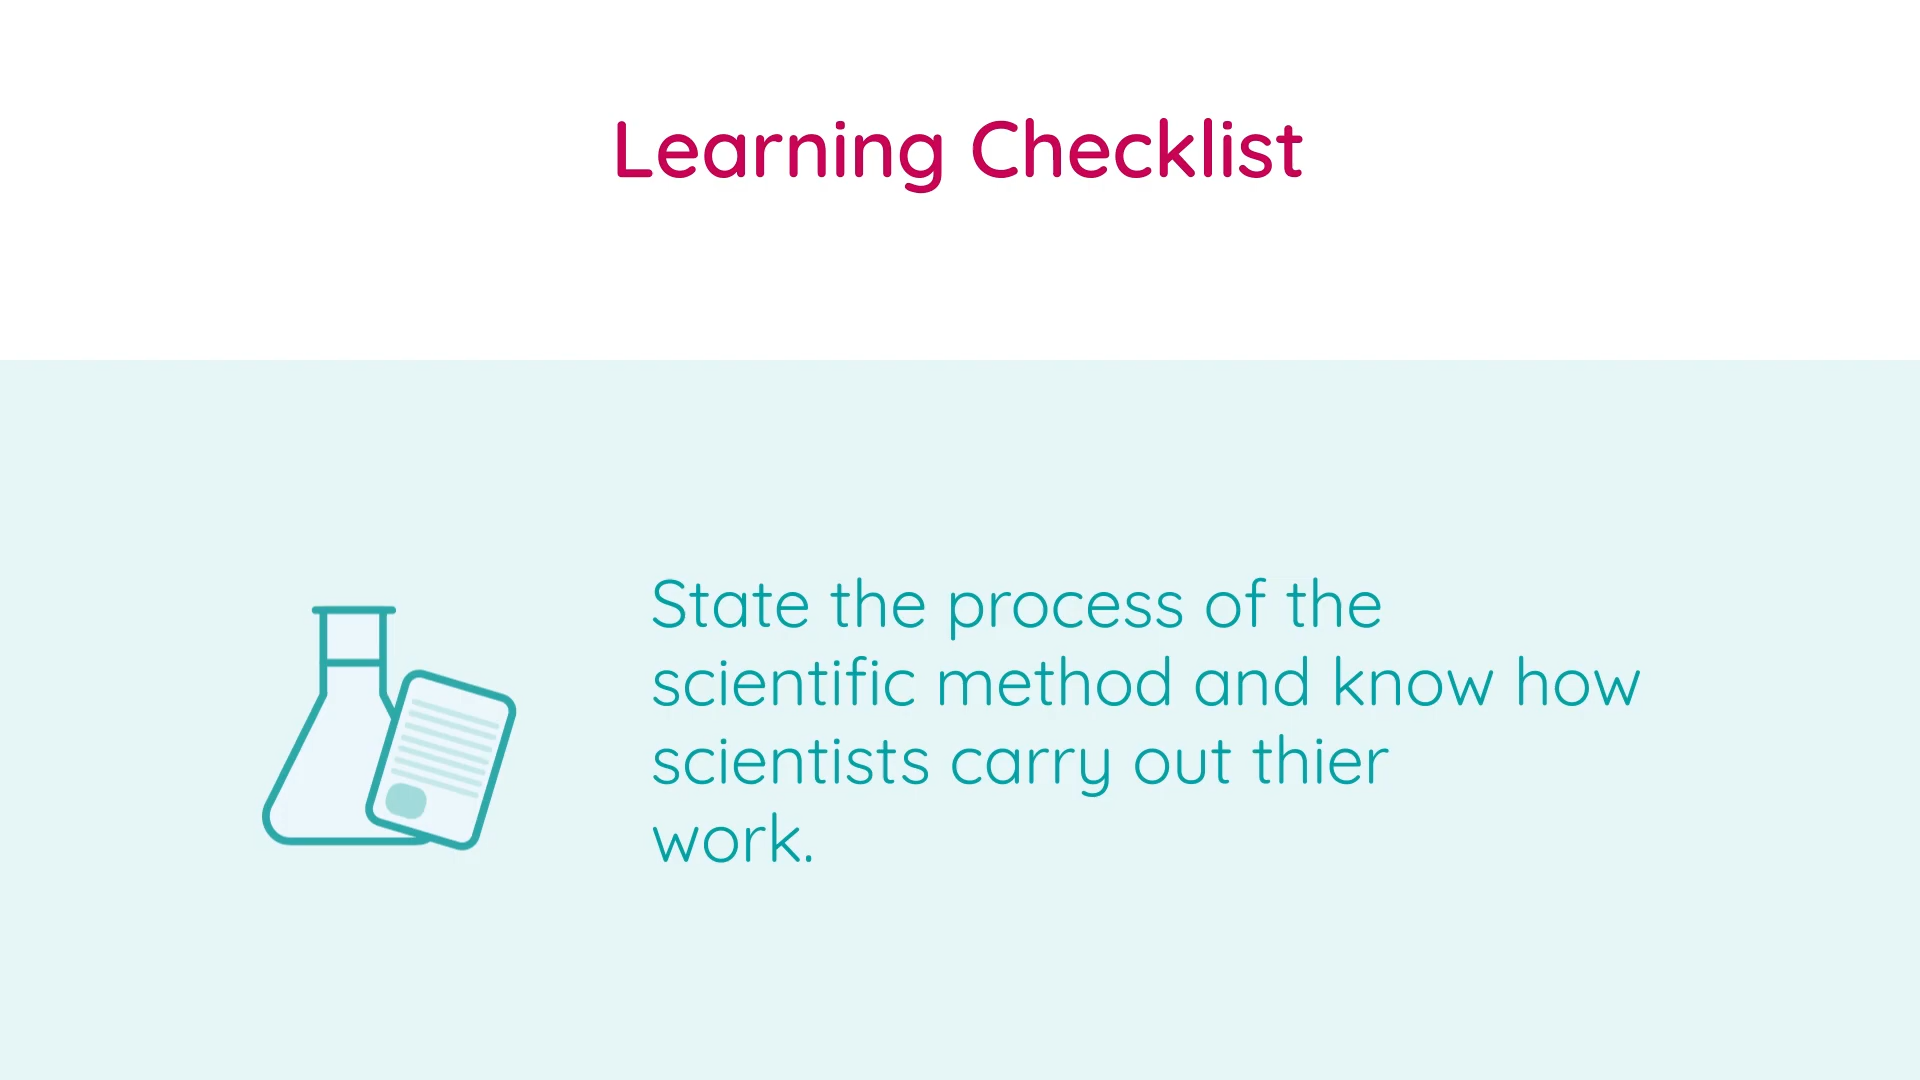 Learning Checklist
State the process of the
scientific method and know how
scientists carry out thier
work.